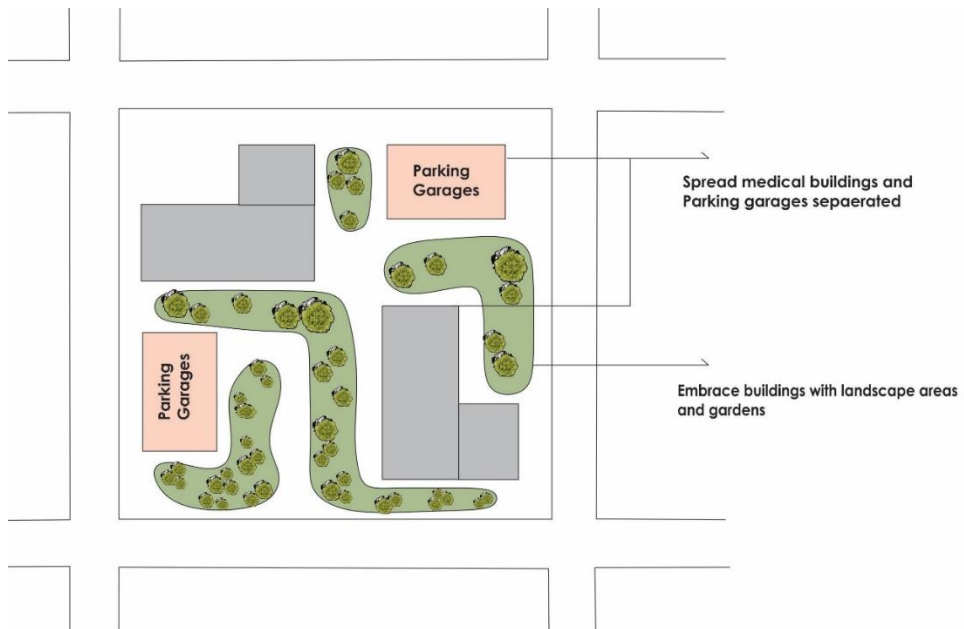 Parking
Garages
Spread medical buildings and
Parking garages sepaerated
Parking
Garages
Embrace buildings with landscape areas
and gardens